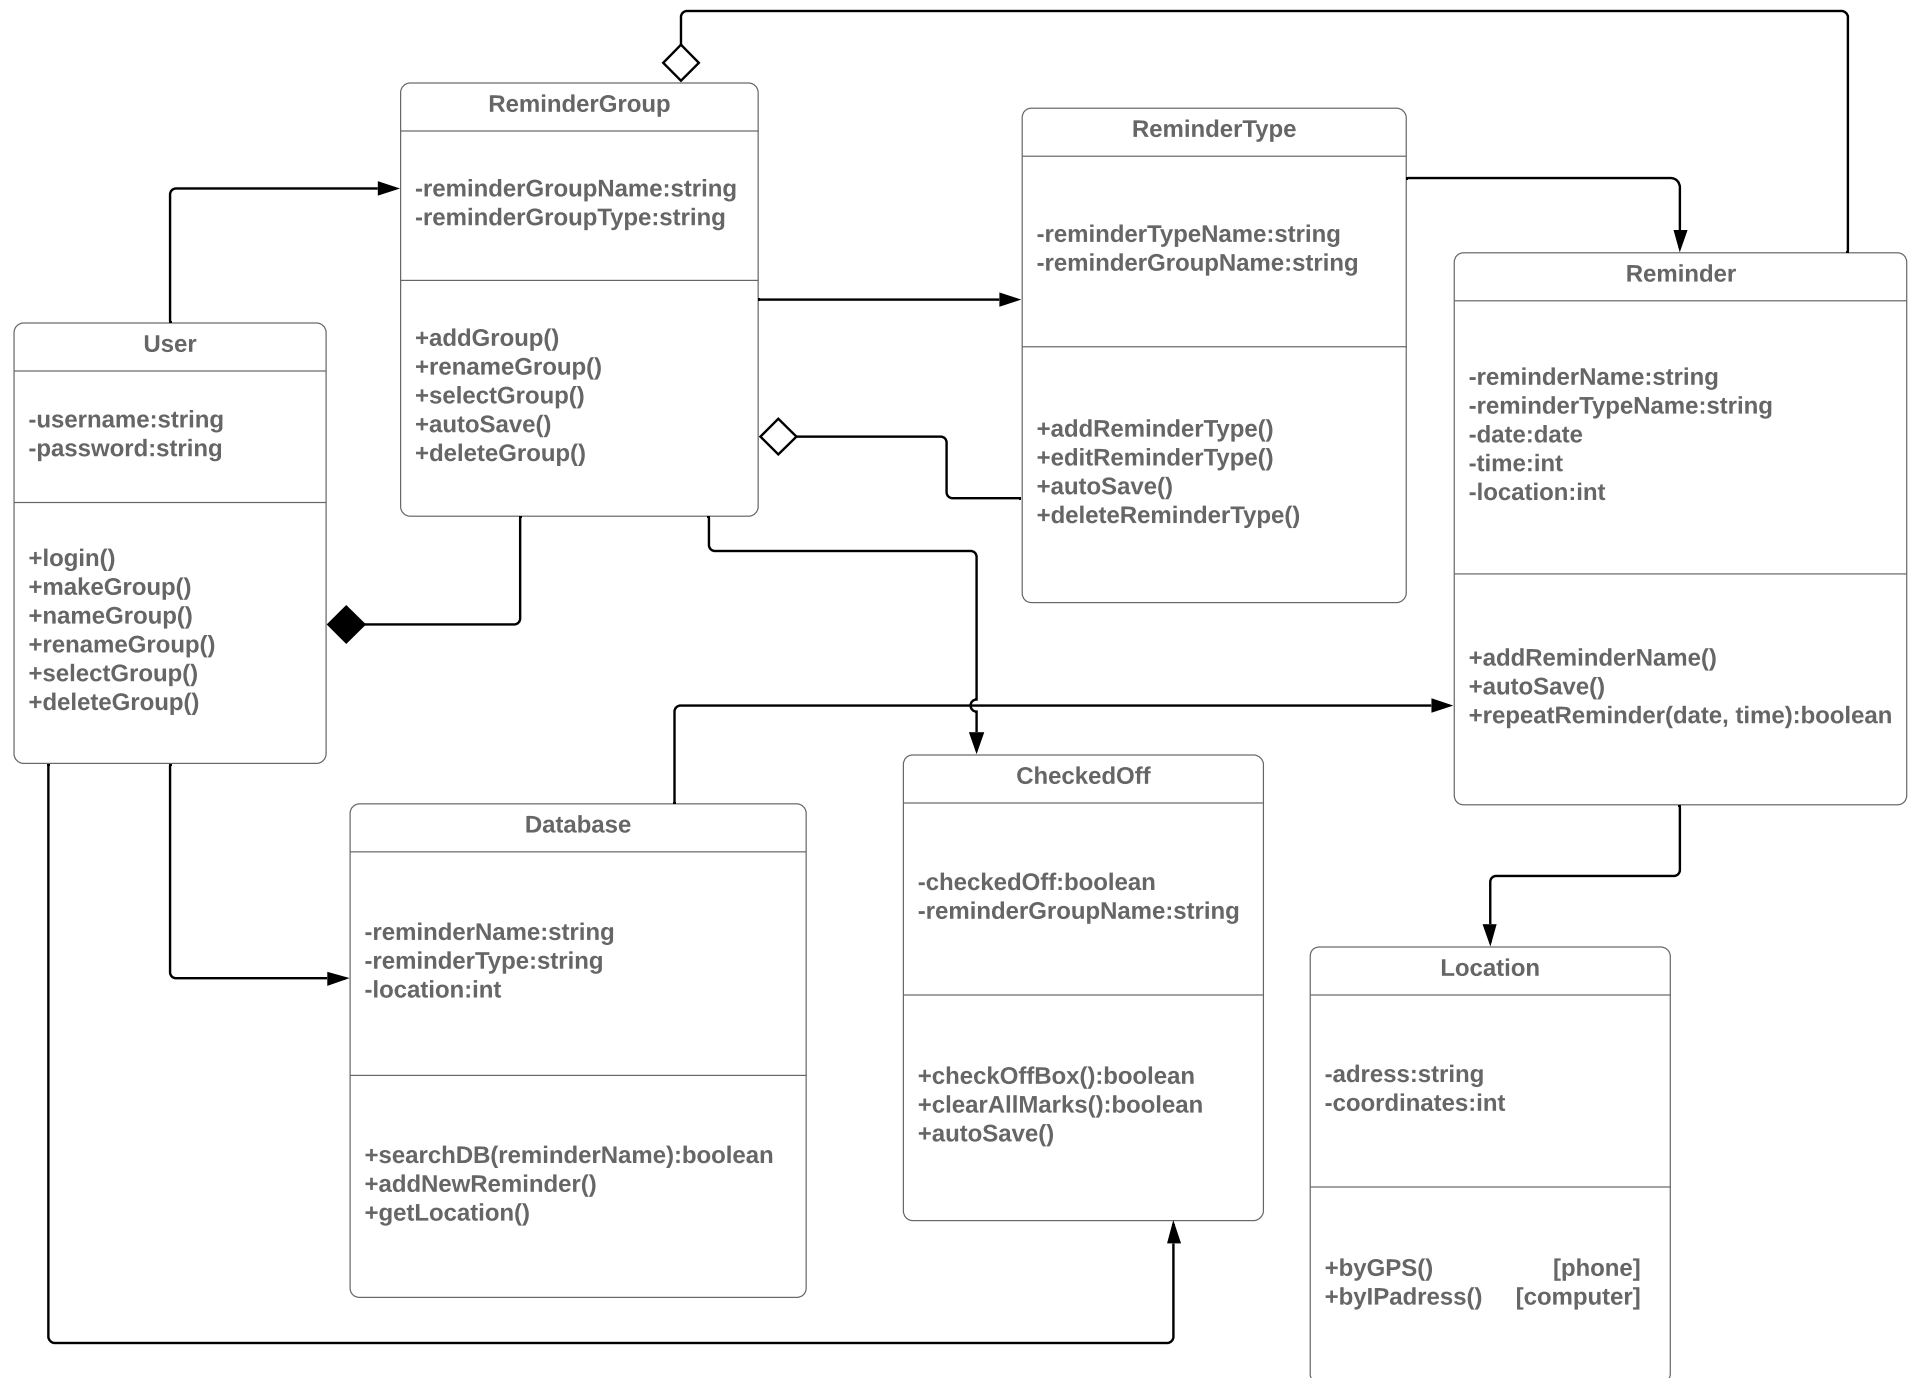 ReminderGroup
-reminderGroupName:string
-reminderGroupType:string
+addGroup()
+renameGroup()
+selectGroup()
+autoSave()
+deleteGroup()
ReminderType
-reminderTypeName:string
-reminderGroupName:string
+addReminderType()
+editReminderType()
+autoSave()
+deleteReminderType()
Reminder
-reminderName:string
-reminderTypeName:string
-date:date
-time:int
-location:int
+addReminderName()
+autoSave()
+repeatReminder(date, time):boolean
User
-username:string
-password:string
+login()
+makeGroup()
+nameGroup()
+renameGroup()
+selectGroup()
+deleteGroup()
Database
-reminderName:string
-reminderType:string
-location:int
+searchDB(reminderName):boolean
+addNewReminder()
+getLocation()
CheckedOff
-checkedOff:boolean
-reminderGroupName:string
+checkOffBox():boolean
+clearAllMarks():boolean
+autoSave()
Location
-adress:string
-coordinates:int
+byGPS() [phone]
+byIPadress() [computer]